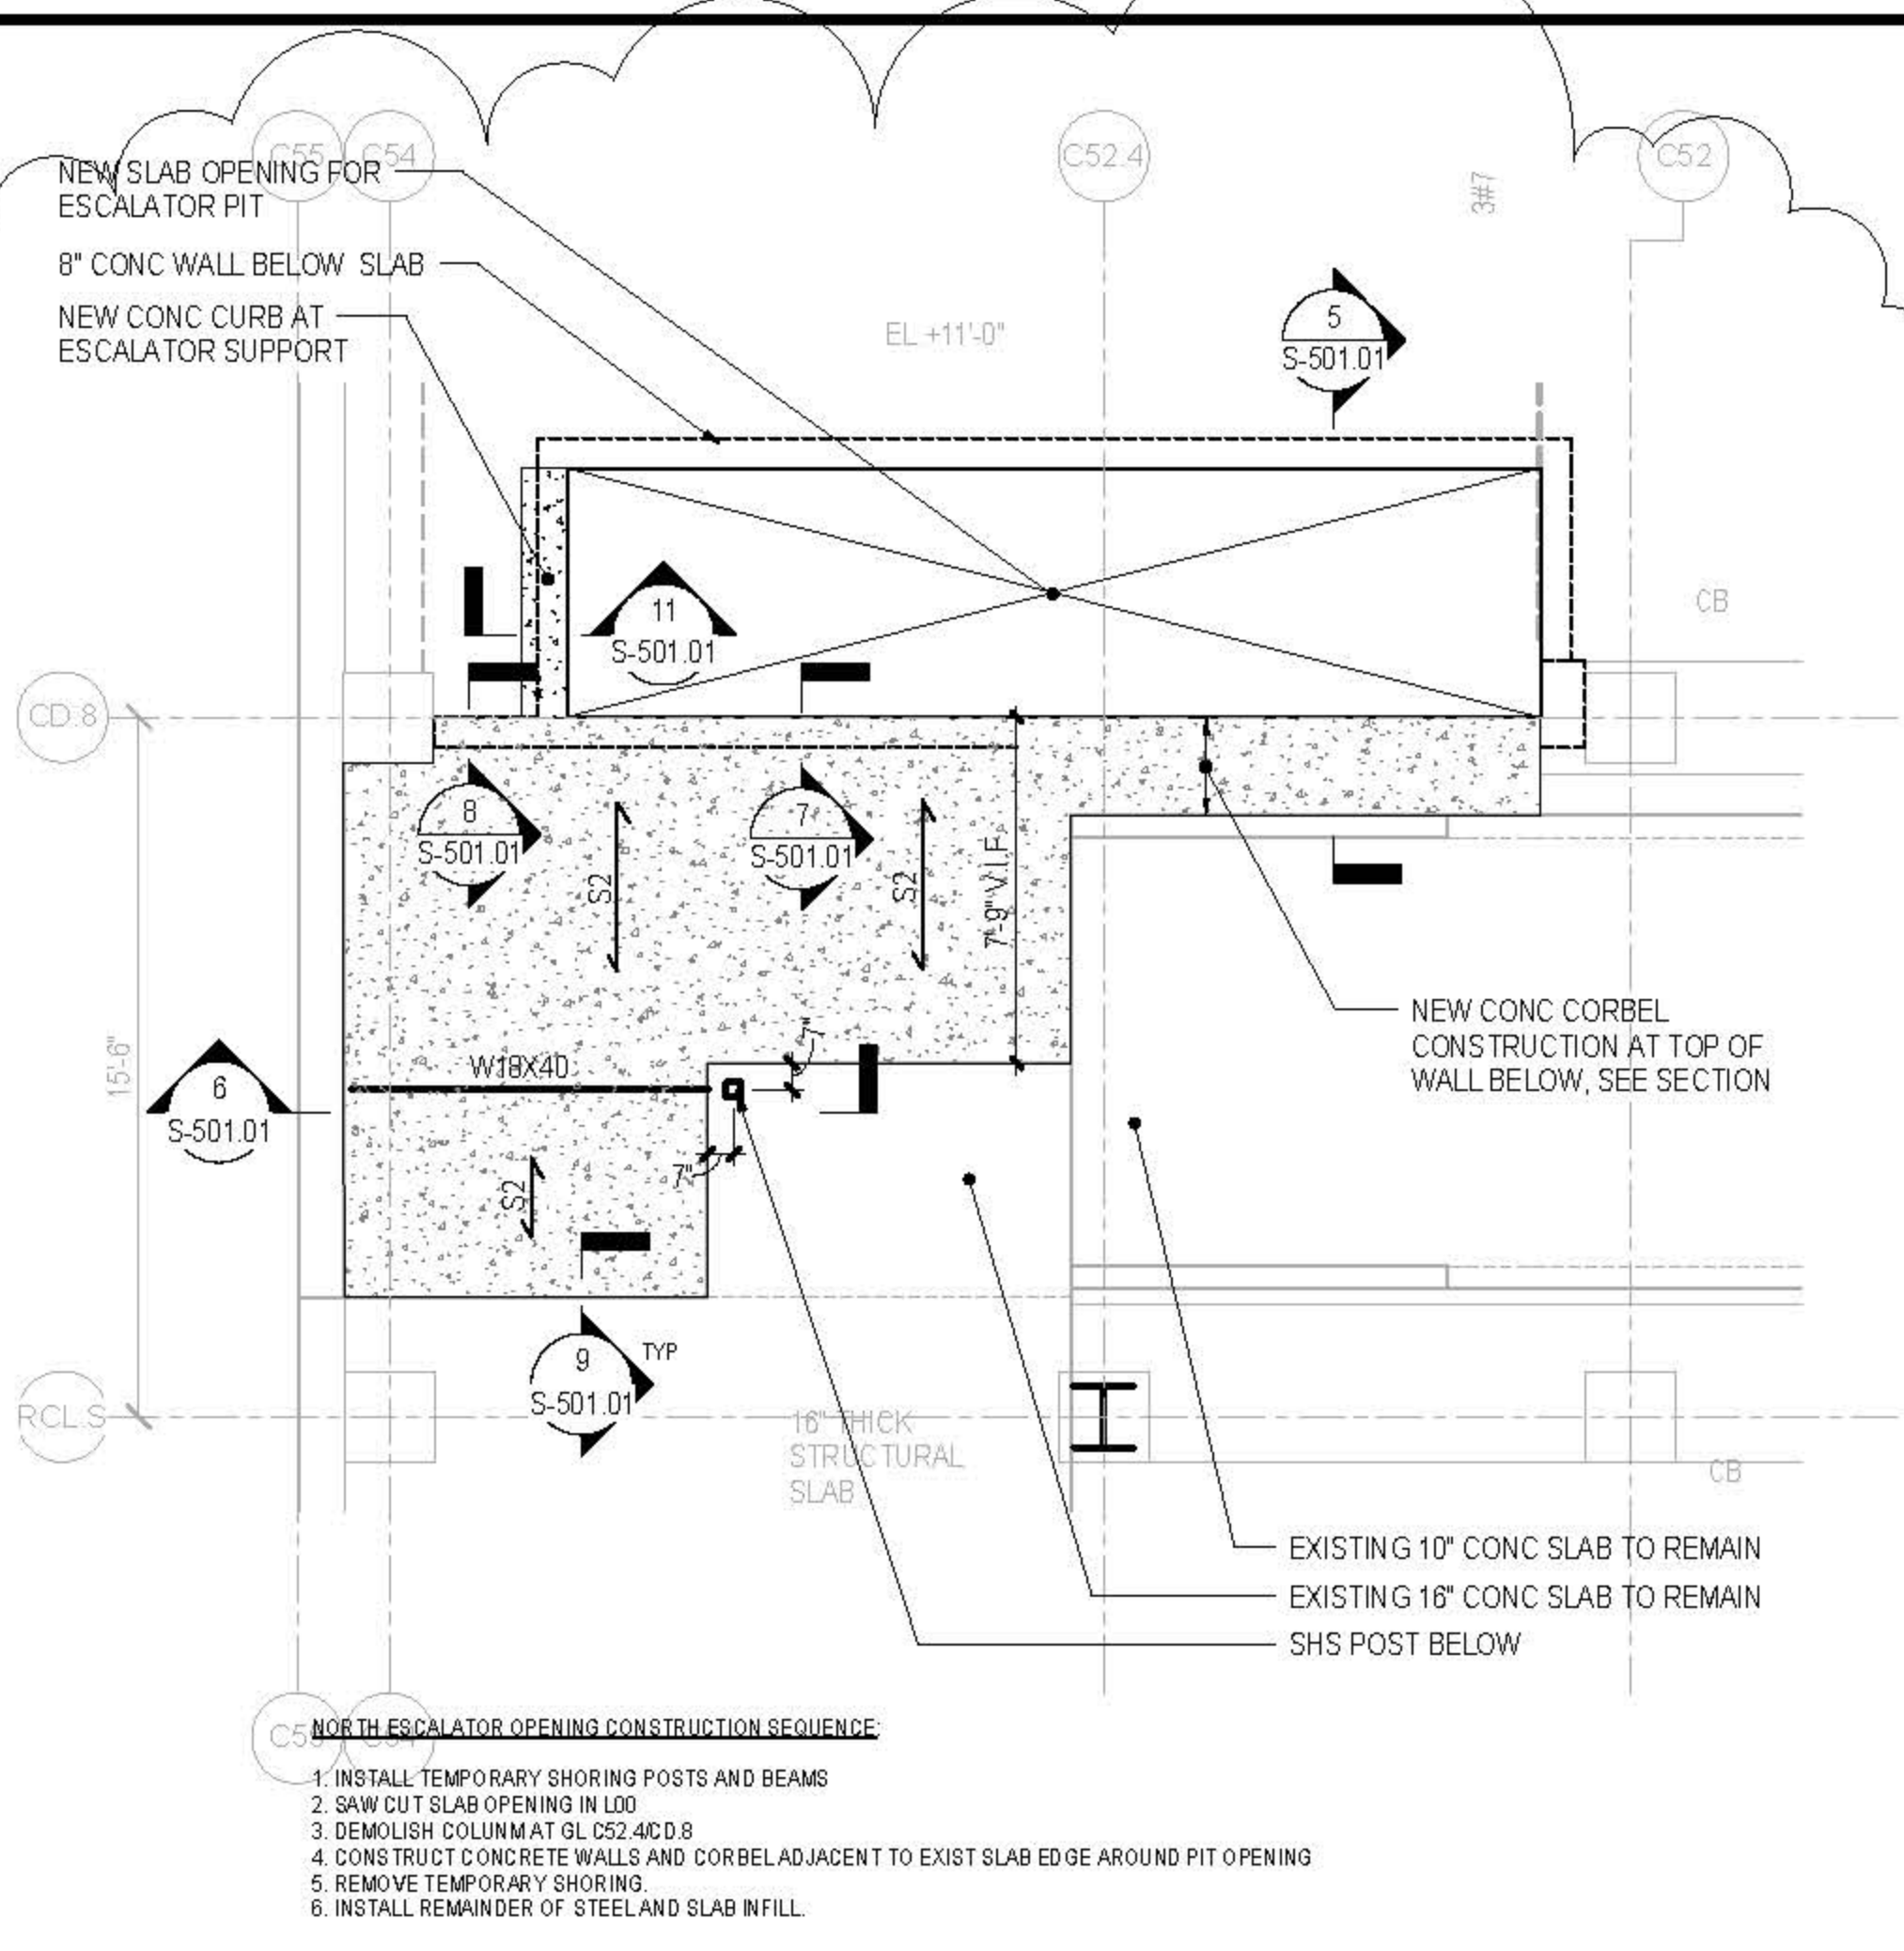 C55
C54
C52.4
C52
NEW SLAB OPENING FOR
ESCALATOR PIT
3#7
8" CONC WALL BELOW SLAB
NEW CONC CURB AT
ESCALATOR SUPPORT
EL +11'-0"
5
S-501.01
11
S-501.01
CB
CD.8
8
S-501.01
7
S-501.01
S2
S2
7'-9" V.I.F.
NEW CONC CORBEL
CONSTRUCTION AT TOP OF
WALL BELOW, SEE SECTION
15'-6"
W18X40
7"
6
S-501.01
7"
S2
9
S-501.01
TYP
RCL.S
16" THICK
STRUCTURAL
SLAB
CB
EXISTING 10" CONC SLAB TO REMAIN
EXISTING 16" CONC SLAB TO REMAIN
SHS POST BELOW
C55
C54
NORTH ESCALATOR OPENING CONSTRUCTION SEQUENCE:
1. INSTALL TEMPORARY SHORING POSTS AND BEAMS
2. SAW CUT SLAB OPENING IN L00
3. DEMOLISH COLUNM AT GL C52.4/CD.8
4. CONSTRUCT CONCRETE WALLS AND CORBEL ADJACENT TO EXIST SLAB EDGE AROUND PIT OPENING
5. REMOVE TEMPORARY SHORING.
6. INSTALL REMAINDER OF STEEL AND SLAB INFILL.